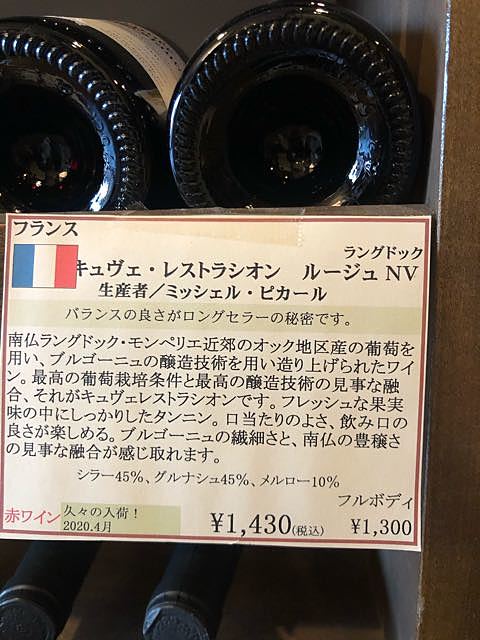 フランス
ラングドック
キュヴェ・レストラシオン ルージュ NV
生産者／ミッシェル・ピカール
バランスの良さがロングセラーの秘密です。
南仏ラングドック・モンペリエ近郊のオック地区産の葡萄を
用い、ブルゴーニュの醸造技術を用い造り上げられたワイ
ン。最高の葡萄栽培条件と最高の醸造技術の見事な融
合、それがキュヴェレストラシオンです。フレッシュな果実
味の中にしっかりしたタンニン。口当たりのよさ、飲み口の
良さが楽しめる。ブルゴーニュの繊細さと、南仏の豊穣さ
の見事な融合が感じ取れます。
シラー45%、グルナシュ45%、メルロー10%
フルボディ
赤ワイン
久々の入荷！
2020.4月
¥1,430(税込) ¥1,300